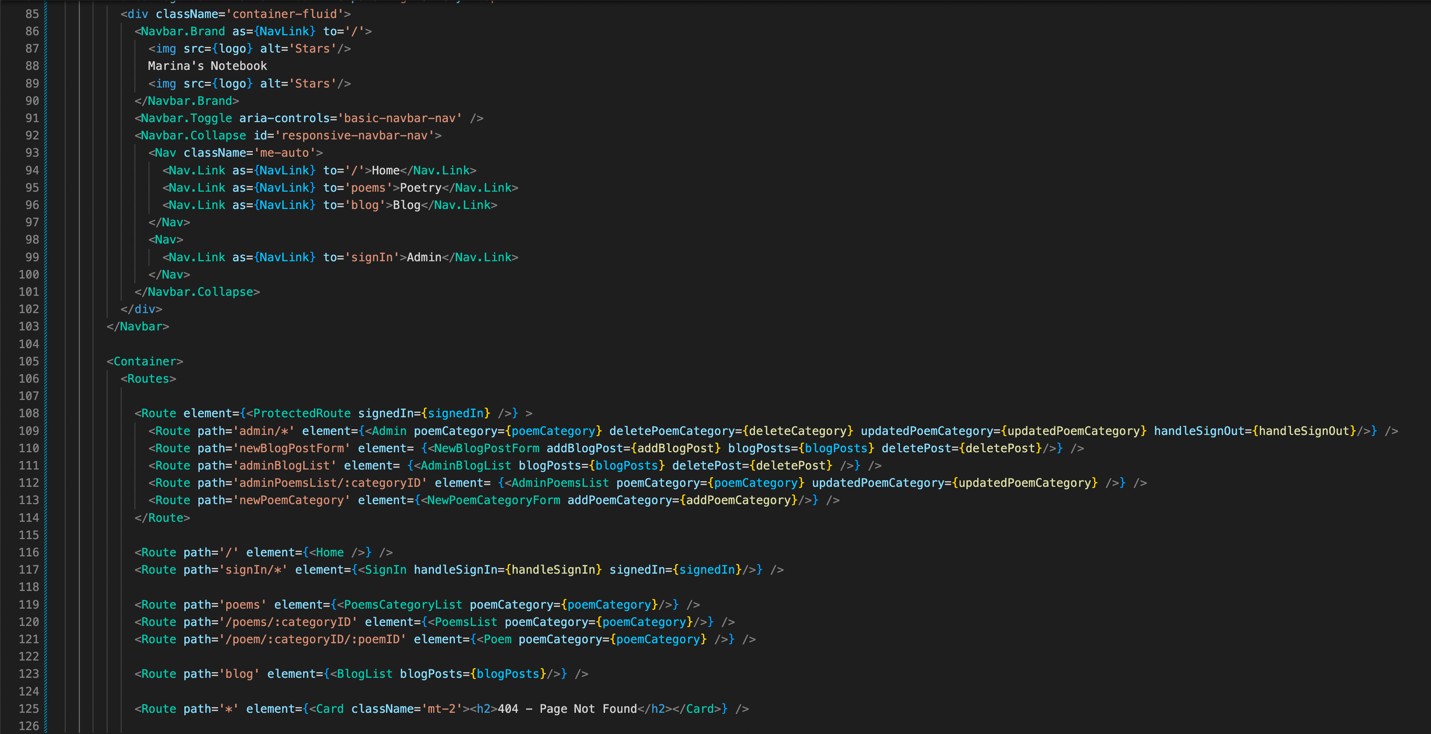 85 <div className='container-fluid'>
86 <Navbar.Brand as={NavLink} to='/'>
87 <img src={logo} alt='Stars'/>
88 Marina's Notebook
89 <img src={logo} alt='Stars'/>
90 </Navbar.Brand>
91 <Navbar.Toggle aria-controls='basic-navbar-nav' />
92 <Navbar.Collapse id='responsive-navbar-nav'>
93 <Nav className='me-auto'>
94 <Nav.Link as={NavLink} to='/'>Home</Nav.Link>
95 <Nav.Link as={NavLink} to='poems'>Poetry</Nav.Link>
96 <Nav.Link as={NavLink} to='blog'>Blog</Nav.Link>
97 </Nav>
98 <Nav>
99 <Nav.Link as={NavLink} to='signIn'>Admin</Nav.Link>
100 </Nav>
101 </Navbar.Collapse>
102 </div>
103 </Navbar>
104
105 <Container>
106 <Routes>
107
108 <Route element={<ProtectedRoute signedIn={signedIn} />} >
109 <Route path='admin/*' element={<Admin poemCategory={poemCategory} deletePoemCategory={deleteCategory} updatedPoemCategory={updatedPoemCategory} handleSignOut={handleSignOut}/>} />
110 <Route path='newBlogPostForm' element= {<NewBlogPostForm addBlogPost={addBlogPost} blogPosts={blogPosts} deletePost={deletePost}/>} />
111 <Route path='adminBlogList' element= {<AdminBlogList blogPosts={blogPosts} deletePost={deletePost} />} />
112 <Route path='adminPoemsList/:categoryID' element= {<AdminPoemsList poemCategory={poemCategory} updatedPoemCategory={updatedPoemCategory} />} />
113 <Route path='newPoemCategory' element={<NewPoemCategoryForm addPoemCategory={addPoemCategory}/>} />
114 </Route>
115
116 <Route path='/' element={<Home />} />
117 <Route path='signIn/*' element={<SignIn handleSignIn={handleSignIn} signedIn={signedIn}/>} />
118
119 <Route path='poems' element={<PoemsCategoryList poemCategory={poemCategory}/>} />
120 <Route path='/poems/:categoryID' element={<PoemsList poemCategory={poemCategory}/>} />
121 <Route path='/poem/:categoryID/:poemID' element={<Poem poemCategory={poemCategory} />} />
122
123 <Route path='blog' element={<BlogList blogPosts={blogPosts}/>} />
124
125 <Route path='*' element={<Card className='mt-2'><h2>404 - Page Not Found</h2></Card>} />
126